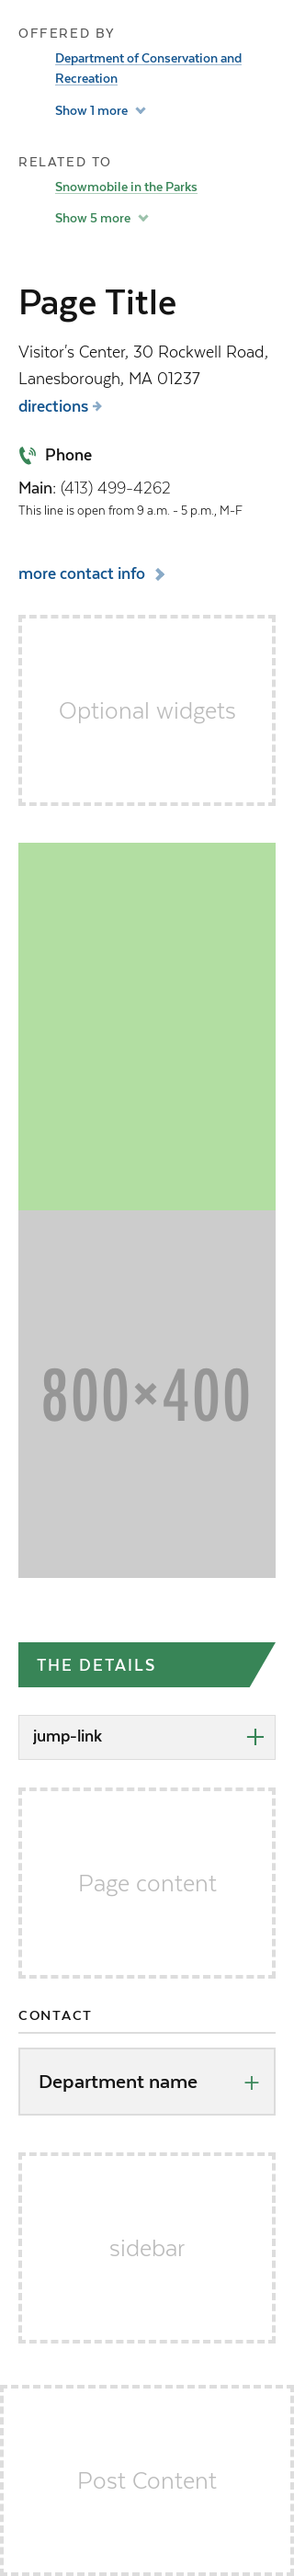 OFFERED BY
Department of Conservation and
Recreation
Show 1 more
RELATED TO
Snowmobile in the Parks
Show 5 more
Page Title
Visitor's Center, 30 Rockwell Road,
Lanesborough, MA 01237
directions
Phone
Main: (413) 499-4262
This line is open from 9 a.m. - 5 p.m., M-F
more contact info
Optional widgets
800×400
THE DETAILS
jump-link
Page content
CONTACT
Department name
sidebar
Post Content